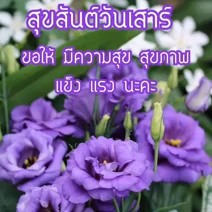 สุขสันต์วันเสาร์
ขอให้ มีความสุข สุขภาพ
แข็ง แรง นะคะ